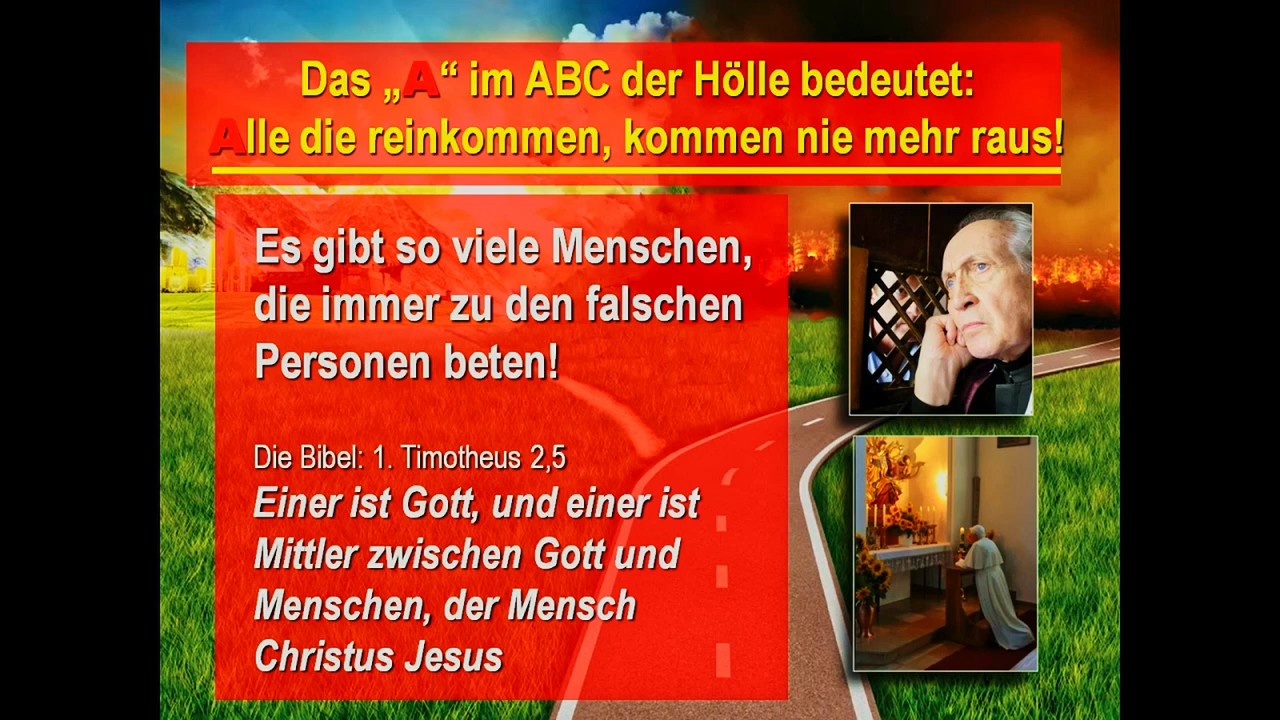 Das „A“ im ABC der Hölle bedeutet:
Alle die reinkommen, kommen nie mehr raus!
Es gibt so viele Menschen,
die immer zu den falschen
Personen beten!
Die Bibel: 1. Timotheus 2,5
Einer ist Gott, und einer ist
Mittler zwischen Gott und
Menschen, der Mensch
Christus Jesus